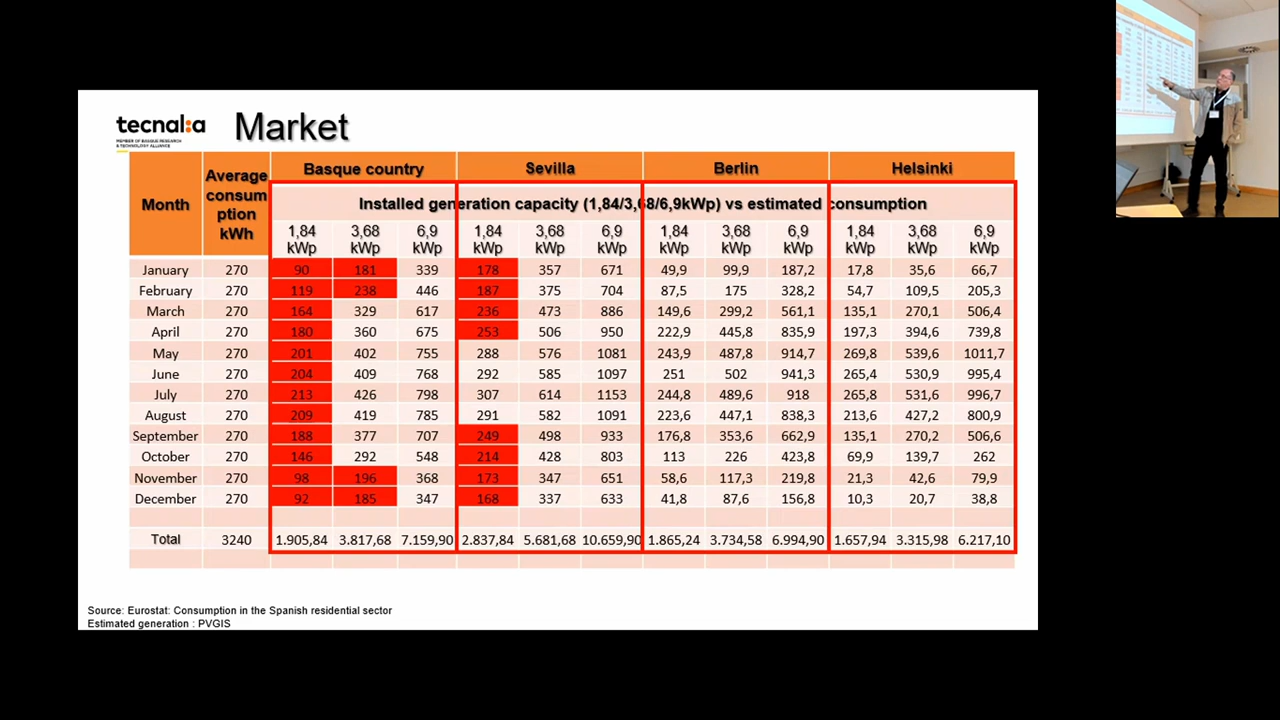 tecnal:a
MEMBER OF BASQUE RESEARCH
& TECHNOLOGY ALLIANCE
Market
Month Average consum ption kWh Basque country Sevilla Berlin Helsinki
Installed generation capacity (1,84/3,68/6,9kWp) vs estimated consumption
1,84 kWp 3,68 kWp 6,9 kWp 1,84 kWp 3,68 kWp 6,9 kWp 1,84 kWp 3,68 kWp 6,9 kWp 1,84 kWp 3,68 kWp 6,9 kWp
January 270 90 181 339 178 357 671 49,9 99,9 187,2 17,8 35,6 66,7
February 270 119 238 446 187 375 704 87,5 175 328,2 54,7 109,5 205,3
March 270 164 329 617 236 473 886 149,6 299,2 561,1 135,1 270,1 506,4
April 270 180 360 675 253 506 950 222,9 445,8 835,9 197,3 394,6 739,8
May 270 201 402 755 288 576 1081 243,9 487,8 914,7 269,8 539,6 1011,7
June 270 204 409 768 292 585 1097 251 502 941,3 265,4 530,9 995,4
July 270 213 426 798 307 614 1153 244,8 489,6 918 265,8 531,6 996,7
August 270 209 419 785 291 582 1091 223,6 447,1 838,3 213,6 427,2 800,9
September 270 188 377 707 249 498 933 176,8 353,6 662,9 135,1 270,2 506,6
October 270 146 292 548 214 428 803 113 226 423,8 69,9 139,7 262
November 270 98 196 368 173 347 651 58,6 117,3 219,8 21,3 42,6 79,9
December 270 92 185 347 168 337 633 41,8 87,6 156,8 10,3 20,7 38,8
Total 3240 1.905,84 3.817,68 7.159,90 2.837,84 5.681,68 10.659,90 1.865,24 3.734,58 6.994,90 1.657,94 3.315,98 6.217,10
Source: Eurostat: Consumption in the Spanish residential sector
Estimated generation : PVGIS